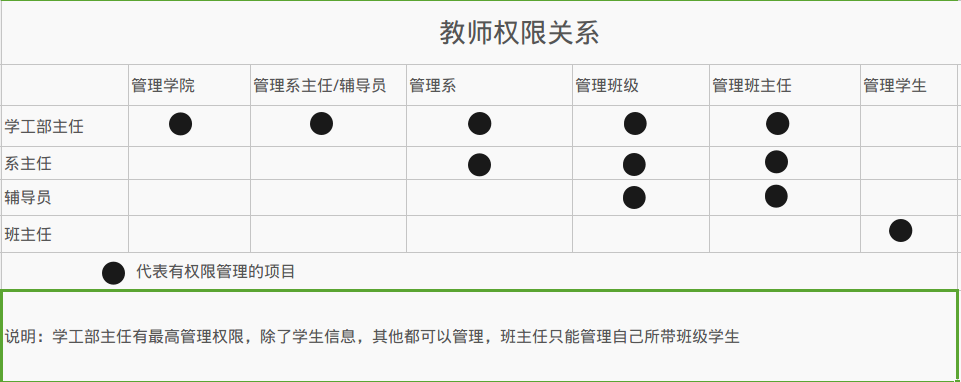 教师权限关系
管理学院 管理系主任/辅导员 管理系 管理班级 管理班主任 管理学生
学工部主任
系主任
辅导员
班主任
代表有权限管理的项目
说明：学工部主任有最高管理权限，除了学生信息，其他都可以管理，班主任只能管理自己所带班级学生